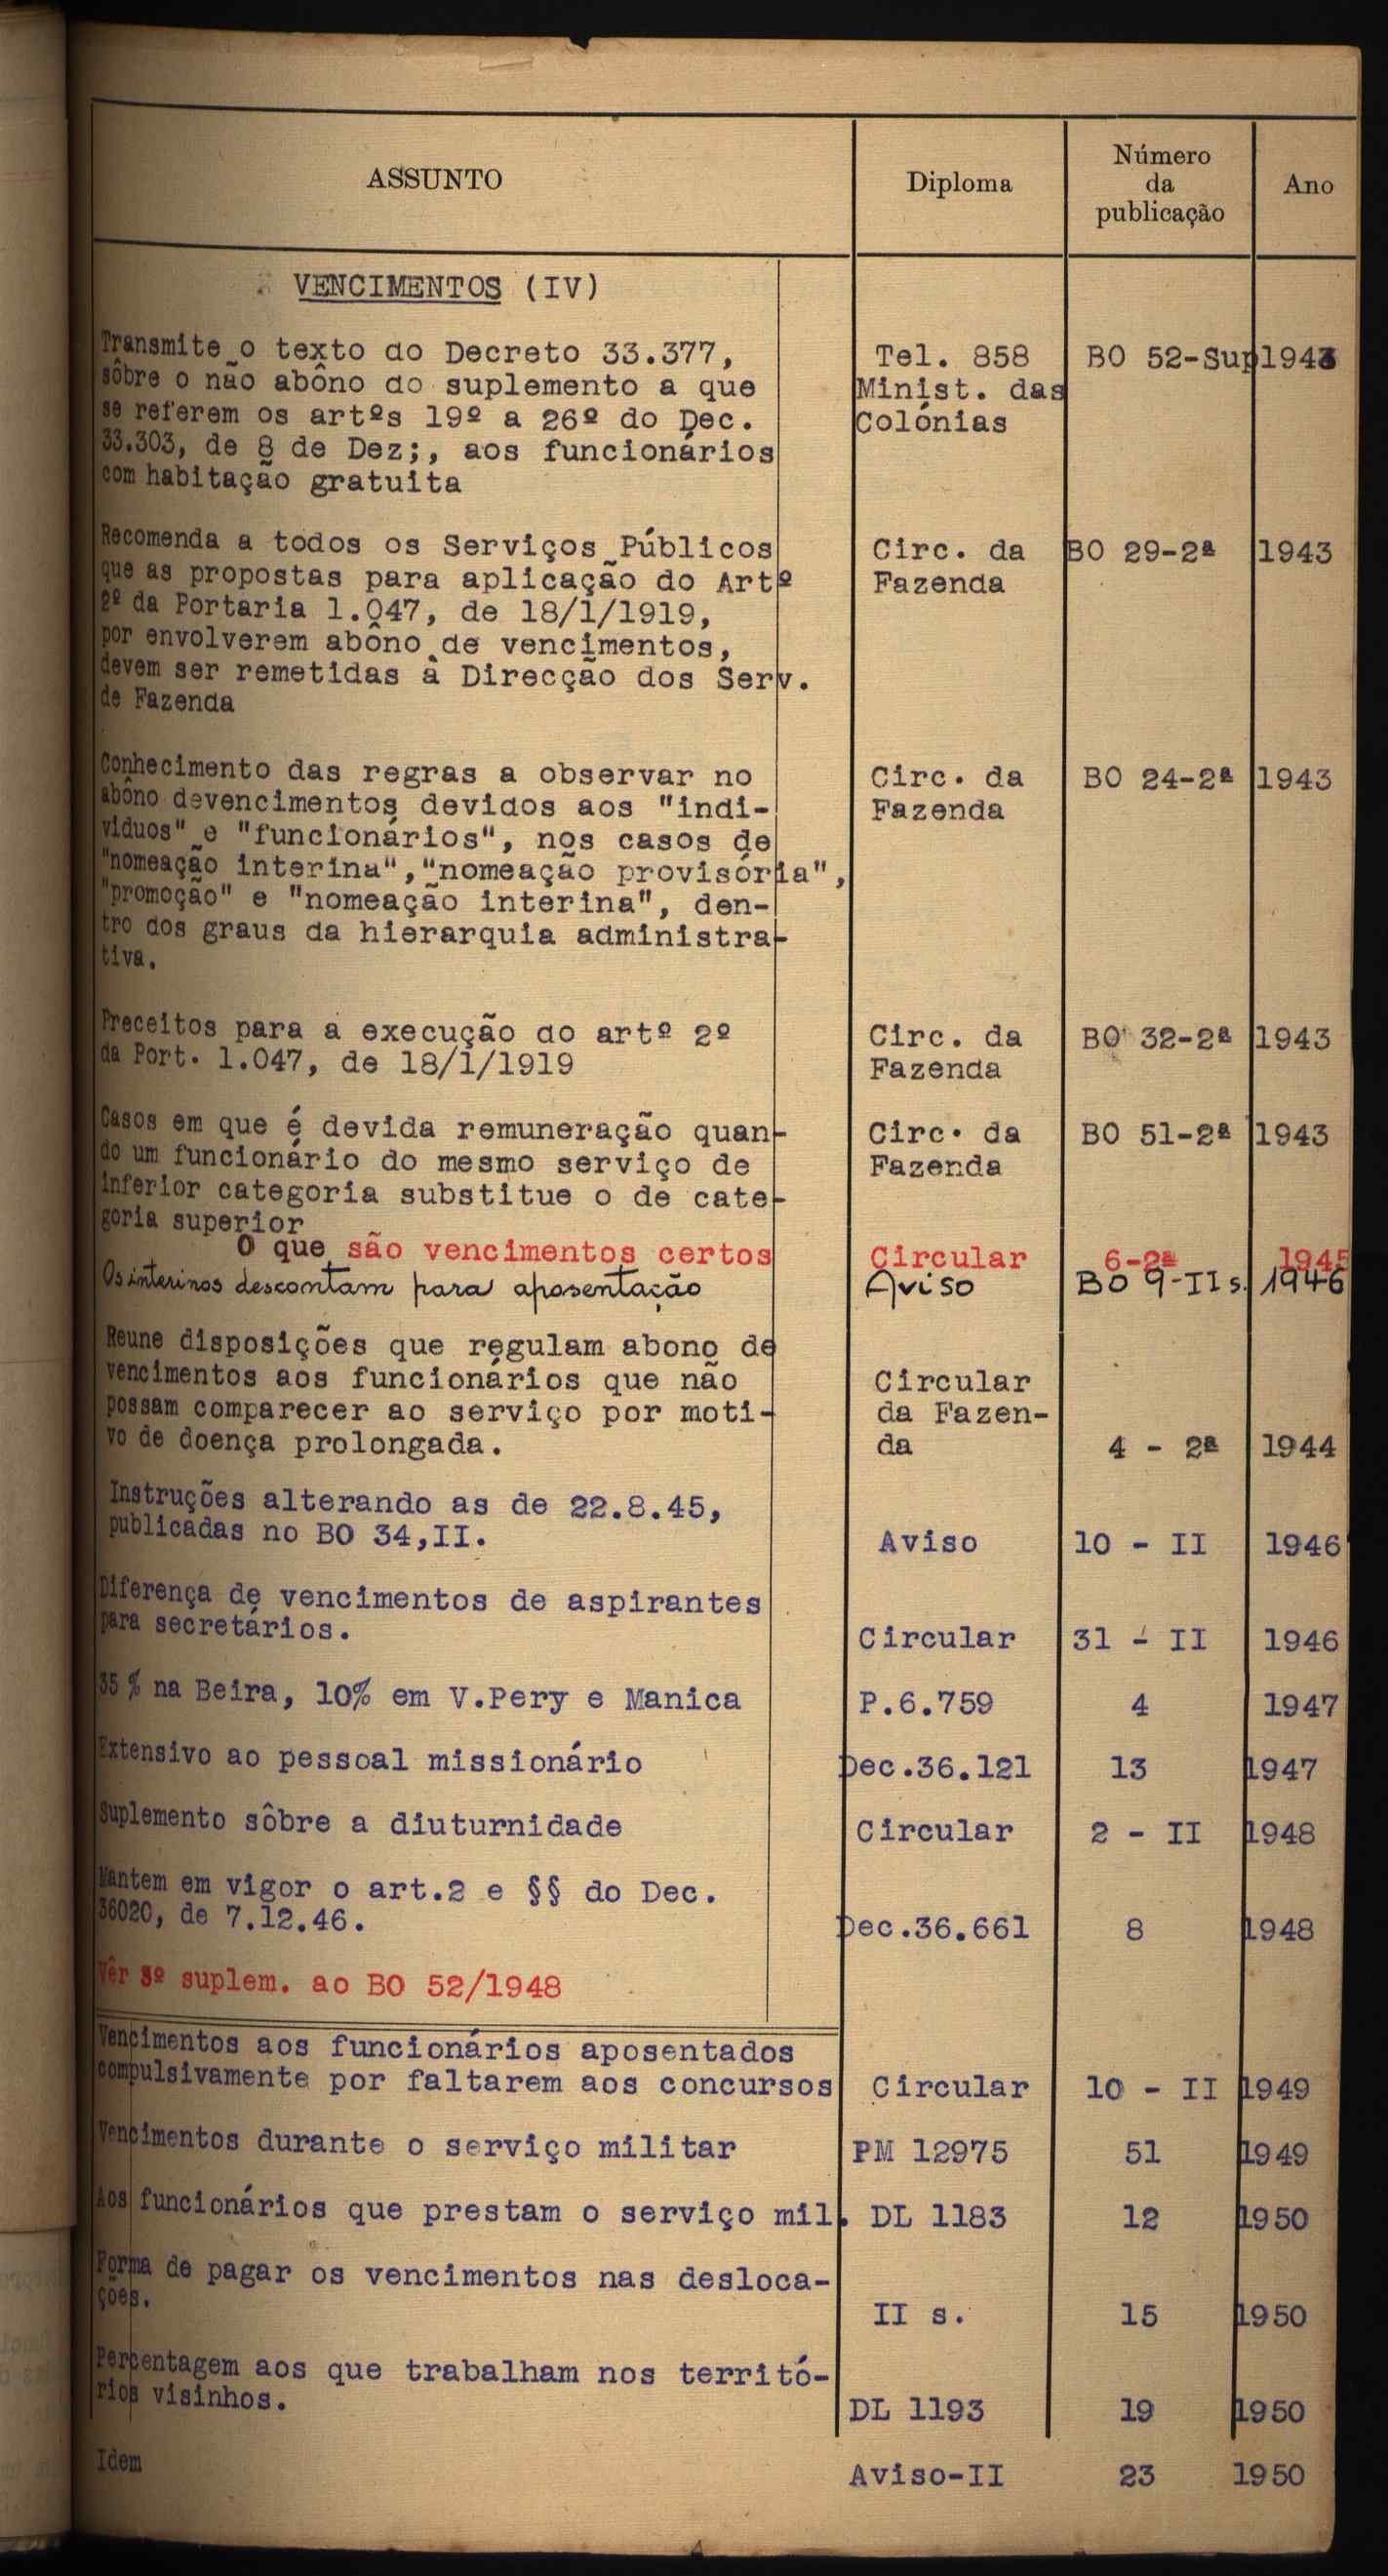 ASSUNTO
Diploma
Número
da
publicação
Ano
VENCIMENTOS (IV)
Transmite o texto do Decreto 33.377,
sôbre o não abôno do suplemento a que
se referem os artºs 19º a 26º do Dec.
33.303, de 8 de Dez;, aos funcionários
com habitação gratuita
Tel. 858
Minist. das
Colónias
BO 52-Sup
1943
Recomenda a todos os Serviços Públicos
que as propostas para aplicação do Artº
2º da Portaria 1.047, de 18/1/1919,
por envolverem abôno de vencimentos,
devem ser remetidas à Direcção dos Serv.
de Fazenda
Circ. da
Fazenda
BO 29-2ª
1943
Conhecimento das regras a observar no
abôno devencimentos devidos aos "indi-
viduos" e "funcionários", nos casos de
"nomeação interina","nomeação provisória",
"promoção" e "nomeação interina", den-
tro dos graus da hierarquia administra-
tiva.
Circ. da
Fazenda
BO 24-2ª
1943
Preceitos para a execução do artº 2º
da Port. 1.047, de 18/1/1919
Circ. da
Fazenda
BO 32-2ª
1943
Casos em que é devida remuneração quan-
do um funcionário do mesmo serviço de
inferior categoria substitue o de cate-
goria superior
Circ. da
Fazenda
BO 51-2ª
1943
O que são vencimentos certos
Circular
6-2ª
1945
Os interinos descontam para aposentação
Aviso
BO 9-II s.
1946
Reune disposições que regulam abono de
vencimentos aos funcionários que não
possam comparecer ao serviço por moti-
vo de doença prolongada.
Circular
da Fazen-
da
4 - 2ª
1944
Instruções alterando as de 22.8.45,
publicadas no BO 34,II.
Aviso
10 - II
1946
Diferença de vencimentos de aspirantes
para secretários.
Circular
31 - II
1946
35 % na Beira, 10% em V.Pery e Manica
P.6.759
4
1947
Extensivo ao pessoal missionário
Dec.36.121
13
1947
Suplemento sôbre a diuturnidade
Circular
2 - II
1948
Mantem em vigor o art.2 e §§ do Dec.
36020, de 7.12.46.
Dec.36.661
8
1948
Vêr 3º suplem. ao BO 52/1948
Vencimentos aos funcionários aposentados
compulsivamente por faltarem aos concursos
Circular
10 - II
1949
Vencimentos durante o serviço militar
PM 12975
51
1949
Aos funcionários que prestam o serviço mil.
DL 1183
12
1950
Forma de pagar os vencimentos nas desloca-
ções.
II s.
15
1950
Percentagem aos que trabalham nos territó-
rios visinhos.
DL 1193
19
1950
Idem
Aviso-II
23
1950